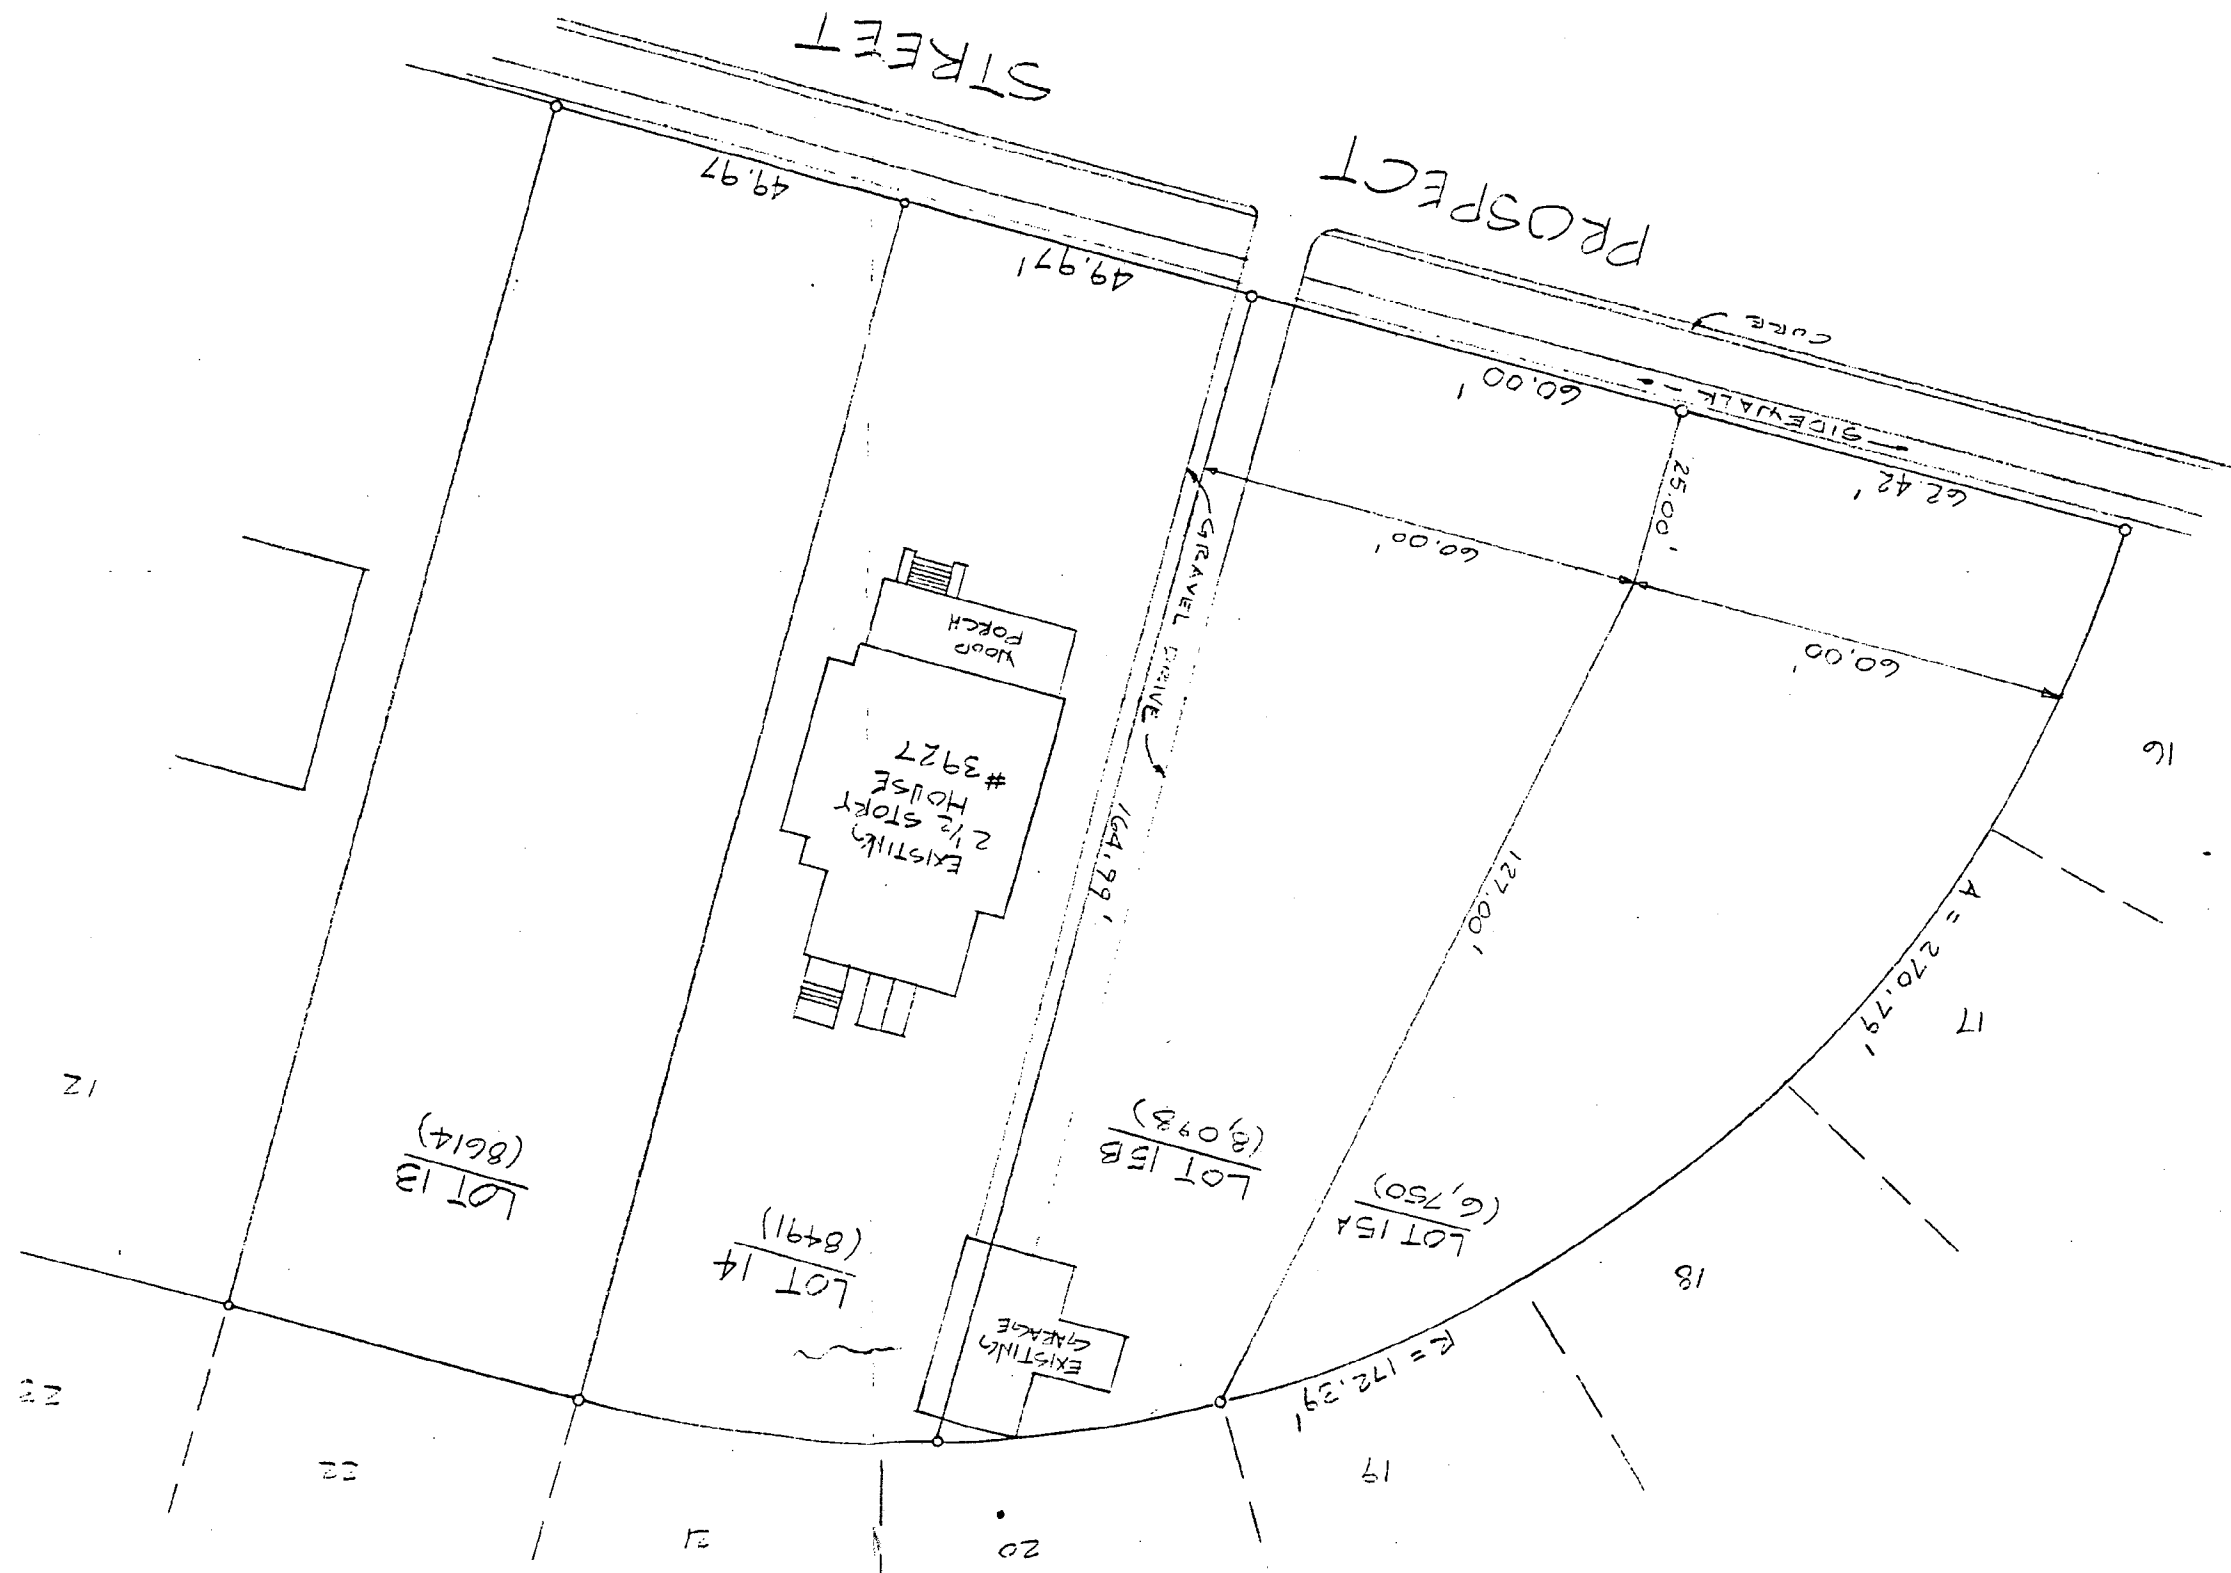 PROSPECT
STREET
CURB
SIDEWALK
62.42'
60.00'
49.97'
49.97
25.00'
60.00'
60.00'
GRAVEL DRIVE
164.99'
127.00'
WOOD
PORCH
EXISTING
2 1/2 STORY
HOUSE
#3927
16
A = 270.79'
17
18
R = 172.39'
19
20
21
22
23
12
LOT 15A
(6,750)
LOT 15B
(8,098)
LOT 14
(8491)
LOT 13
(8614)
EXISTING
GARAGE